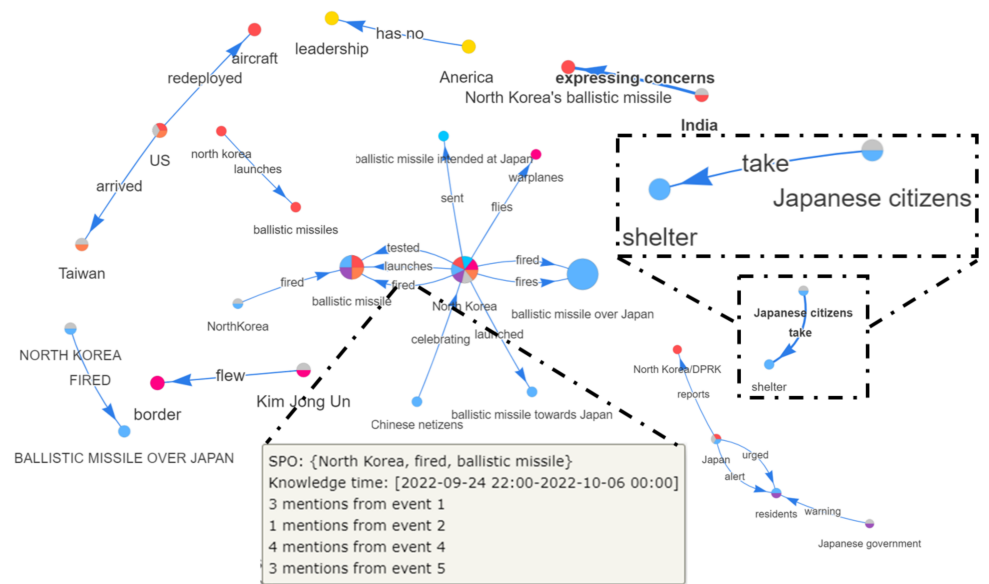 leadership
has no
Anerica
aircraft
redeployed
US
arrived
Taiwan
expressing concerns
North Korea's ballistic missile
India
north korea
launches
ballistic missiles
ballistic missile intended at Japan
warplanes
sent
flies
take
Japanese citizens
shelter
tested
launches
fired
fired
fires
fired
ballistic missile
North Korea
ballistic missile over Japan
NorthKorea
celebrating
launched
Chinese netizens
ballistic missile towards Japan
NORTH KOREA
FIRED
BALLISTIC MISSILE OVER JAPAN
flew
border
Kim Jong Un
Japanese citizens
take
shelter
North Korea/DPRK
reports
Japan
urged
alert
residents
warning
Japanese government
SPO: {North Korea, fired, ballistic missile}
Knowledge time: [2022-09-24 22:00-2022-10-06 00:00]
3 mentions from event 1
1 mentions from event 2
4 mentions from event 4
3 mentions from event 5